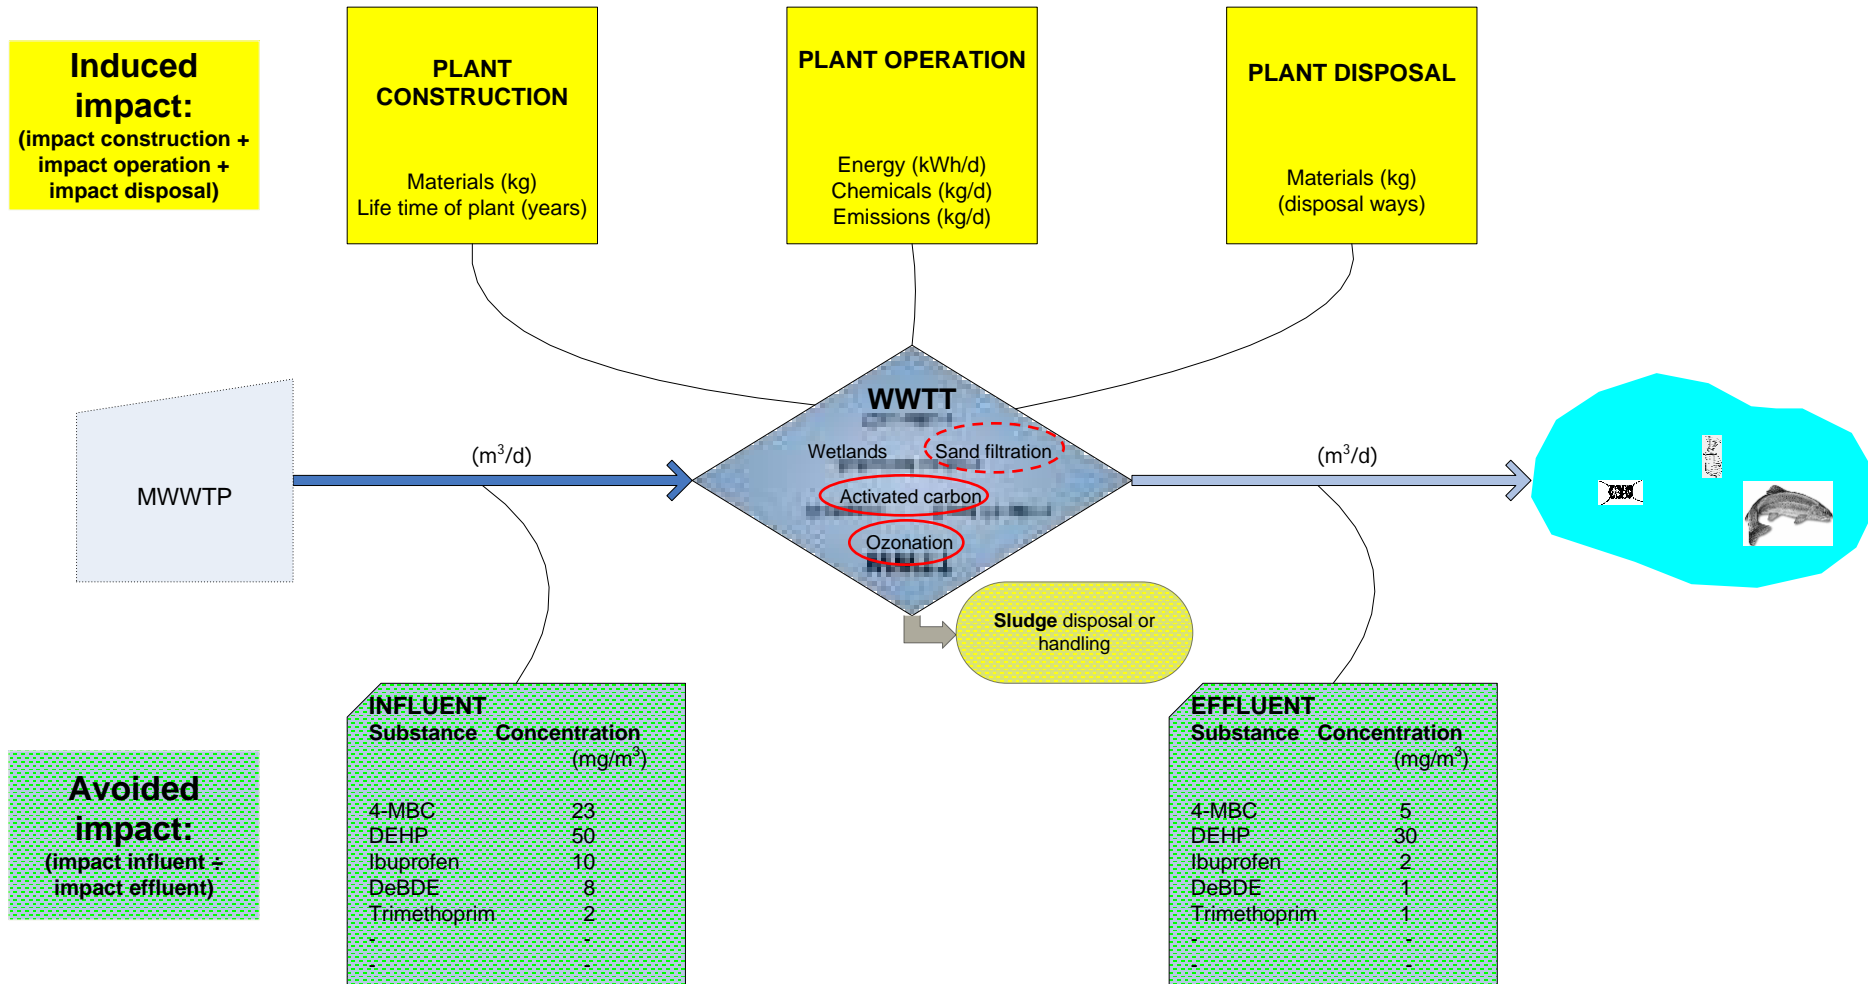 Induced
impact:
(impact construction +
impact operation +
impact disposal)
PLANT
CONSTRUCTION
Materials (kg)
Life time of plant (years)
PLANT OPERATION
Energy (kWh/d)
Chemicals (kg/d)
Emissions (kg/d)
PLANT DISPOSAL
Materials (kg)
(disposal ways)
MWWTP
(m³/d)
WWTT
Wetlands
Sand filtration
Activated carbon
Ozonation
(m³/d)
Sludge disposal or
handling
Avoided
impact:
(impact influent ÷
impact effluent)
INFLUENT
Substance Concentration
(mg/m³)
4-MBC 23
DEHP 50
Ibuprofen 10
DeBDE 8
Trimethoprim 2
- -
- -
EFFLUENT
Substance Concentration
(mg/m³)
4-MBC 5
DEHP 30
Ibuprofen 2
DeBDE 1
Trimethoprim 1
- -
- -